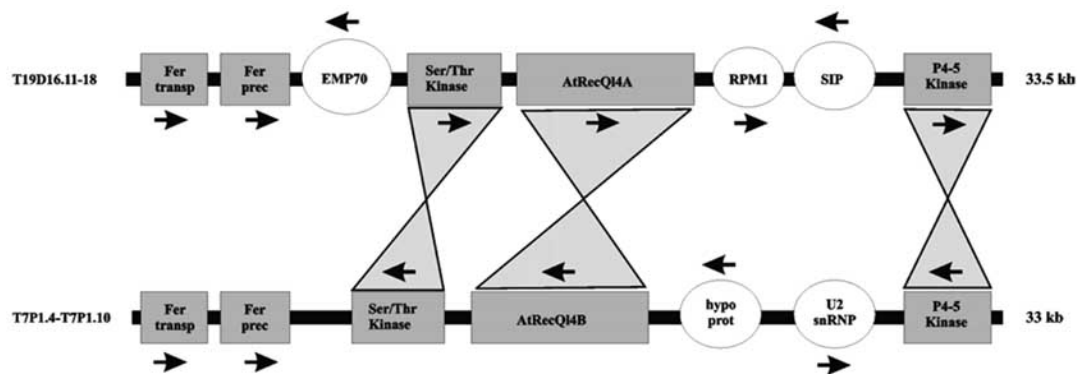 T19D16.11-18
Fer
transp
Fer
prec
EMP70
Ser/Thr
Kinase
AtRecQl4A
RPM1
SIP
P4-5
Kinase
33.5 kb
T7P1.4-T7P1.10
Fer
transp
Fer
prec
Ser/Thr
Kinase
AtRecQl4B
hypo
prot
U2
snRNP
P4-5
Kinase
33 kb